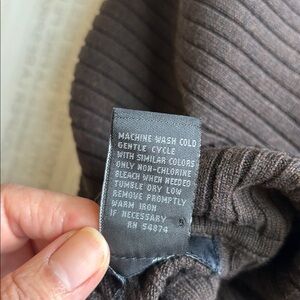 MACHINE WASH COLD
GENTLE CYCLE
WITH SIMILAR COLORS
ONLY NON-CHLORINE
BLEACH WHEN NEEDED
TUMBLE DRY LOW
REMOVE PROMPTLY
WARM IRON
IF NECESSARY
RN 54874